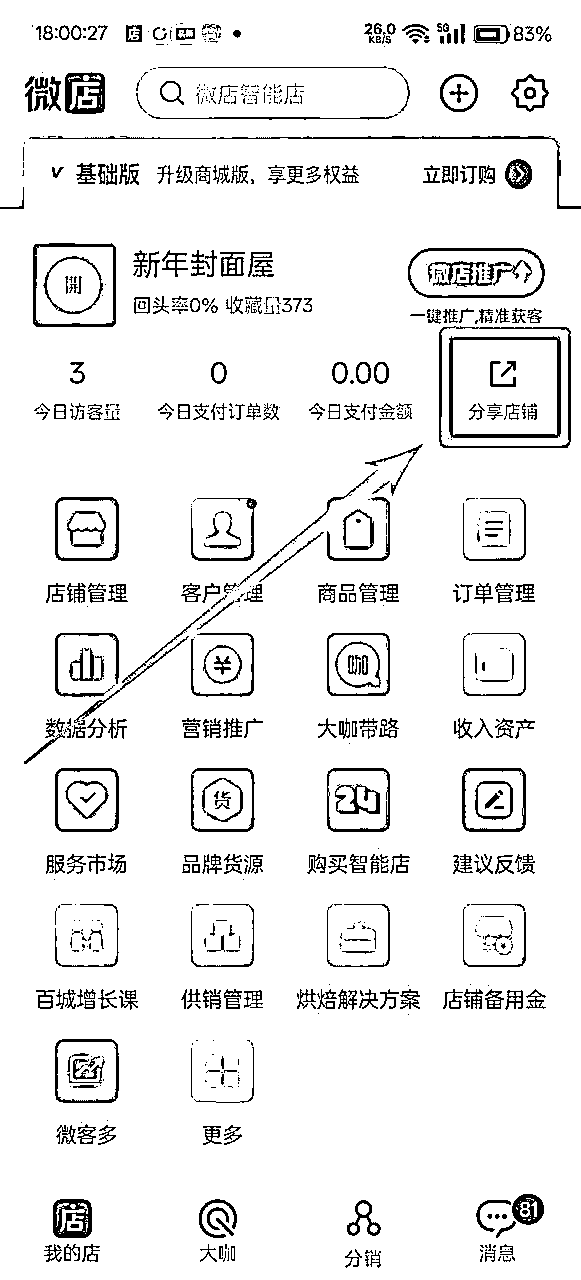 18:00:27 26.0 KB/S 5G 83%
微店 微店智能店
基础版 升级商城版，享更多权益 立即订购
開 新年封面屋 微店推广
回头率0% 收藏量373 一键推广,精准获客
3 0 0.00
今日访客量 今日支付订单数 今日支付金额 分享店铺
店铺管理 客户管理 商品管理 订单管理
¥ 咖
数据分析 营销推广 大咖带路 收入资产
货 24
服务市场 品牌货源 购买智能店 建议反馈
百城增长课 供销管理 烘焙解决方案 店铺备用金
微客多 更多
店 81
我的店 大咖 分销 消息